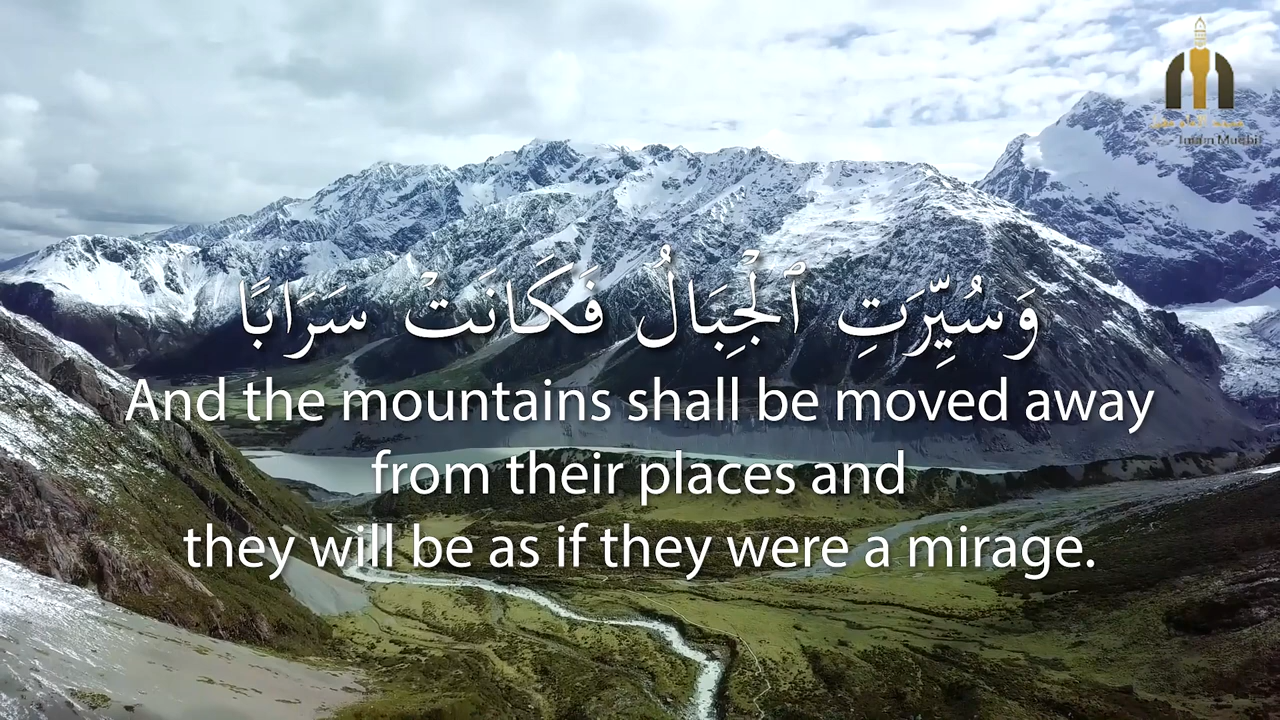 وَسُيِّرَتِ ٱلْجِبَالُ فَكَانَتْ سَرَابًا
And the mountains shall be moved away
from their places and
they will be as if they were a mirage.
Imam Muqbil